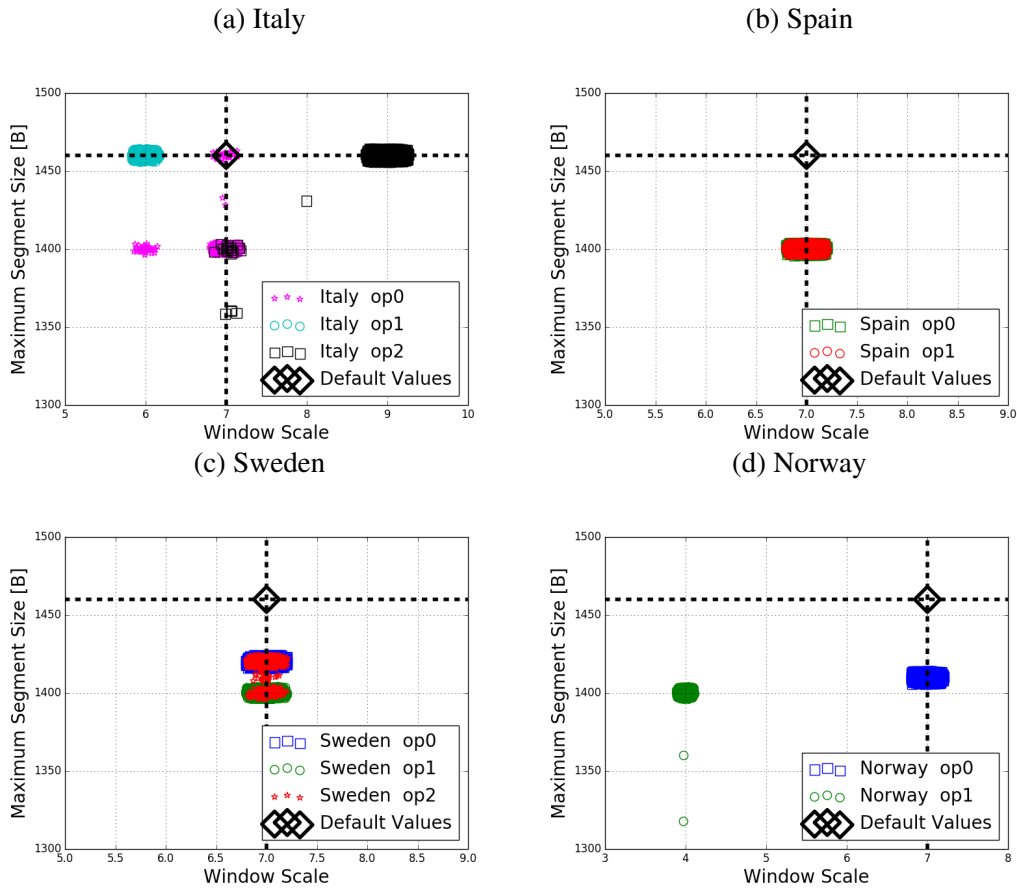 (a) Italy
(b) Spain
1500
1450
1400
1350
1300
Maximum Segment Size [B]
Italy op0
Italy op1
Italy op2
Default Values
5 6 7 8 9 10
Window Scale
1500
1450
1400
1350
1300
Maximum Segment Size [B]
Spain op0
Spain op1
Default Values
5.0 5.5 6.0 6.5 7.0 7.5 8.0 8.5 9.0
Window Scale
(c) Sweden
(d) Norway
1500
1450
1400
1350
1300
Maximum Segment Size [B]
Sweden op0
Sweden op1
Sweden op2
Default Values
5.0 5.5 6.0 6.5 7.0 7.5 8.0 8.5 9.0
Window Scale
1500
1450
1400
1350
1300
Maximum Segment Size [B]
Norway op0
Norway op1
Default Values
3 4 5 6 7 8
Window Scale